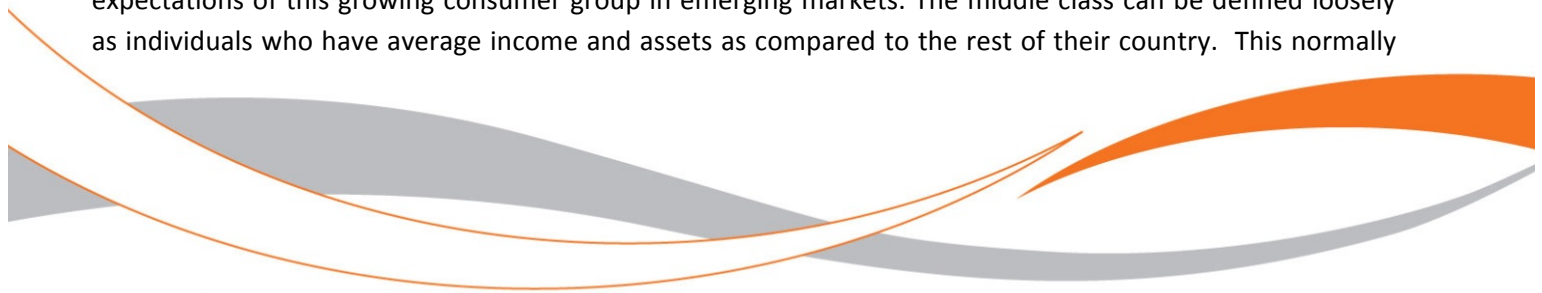 expectations of this growing consumer group in emerging markets. The middle class can be defined loosely
as individuals who have average income and assets as compared to the rest of their country. This normally